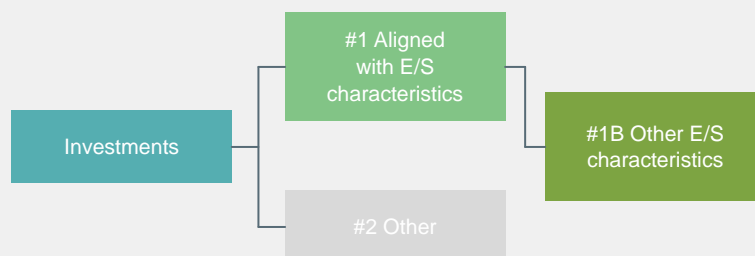 #1 Aligned
with E/S
characteristics
Investments
#1B Other E/S
characteristics
#2 Other